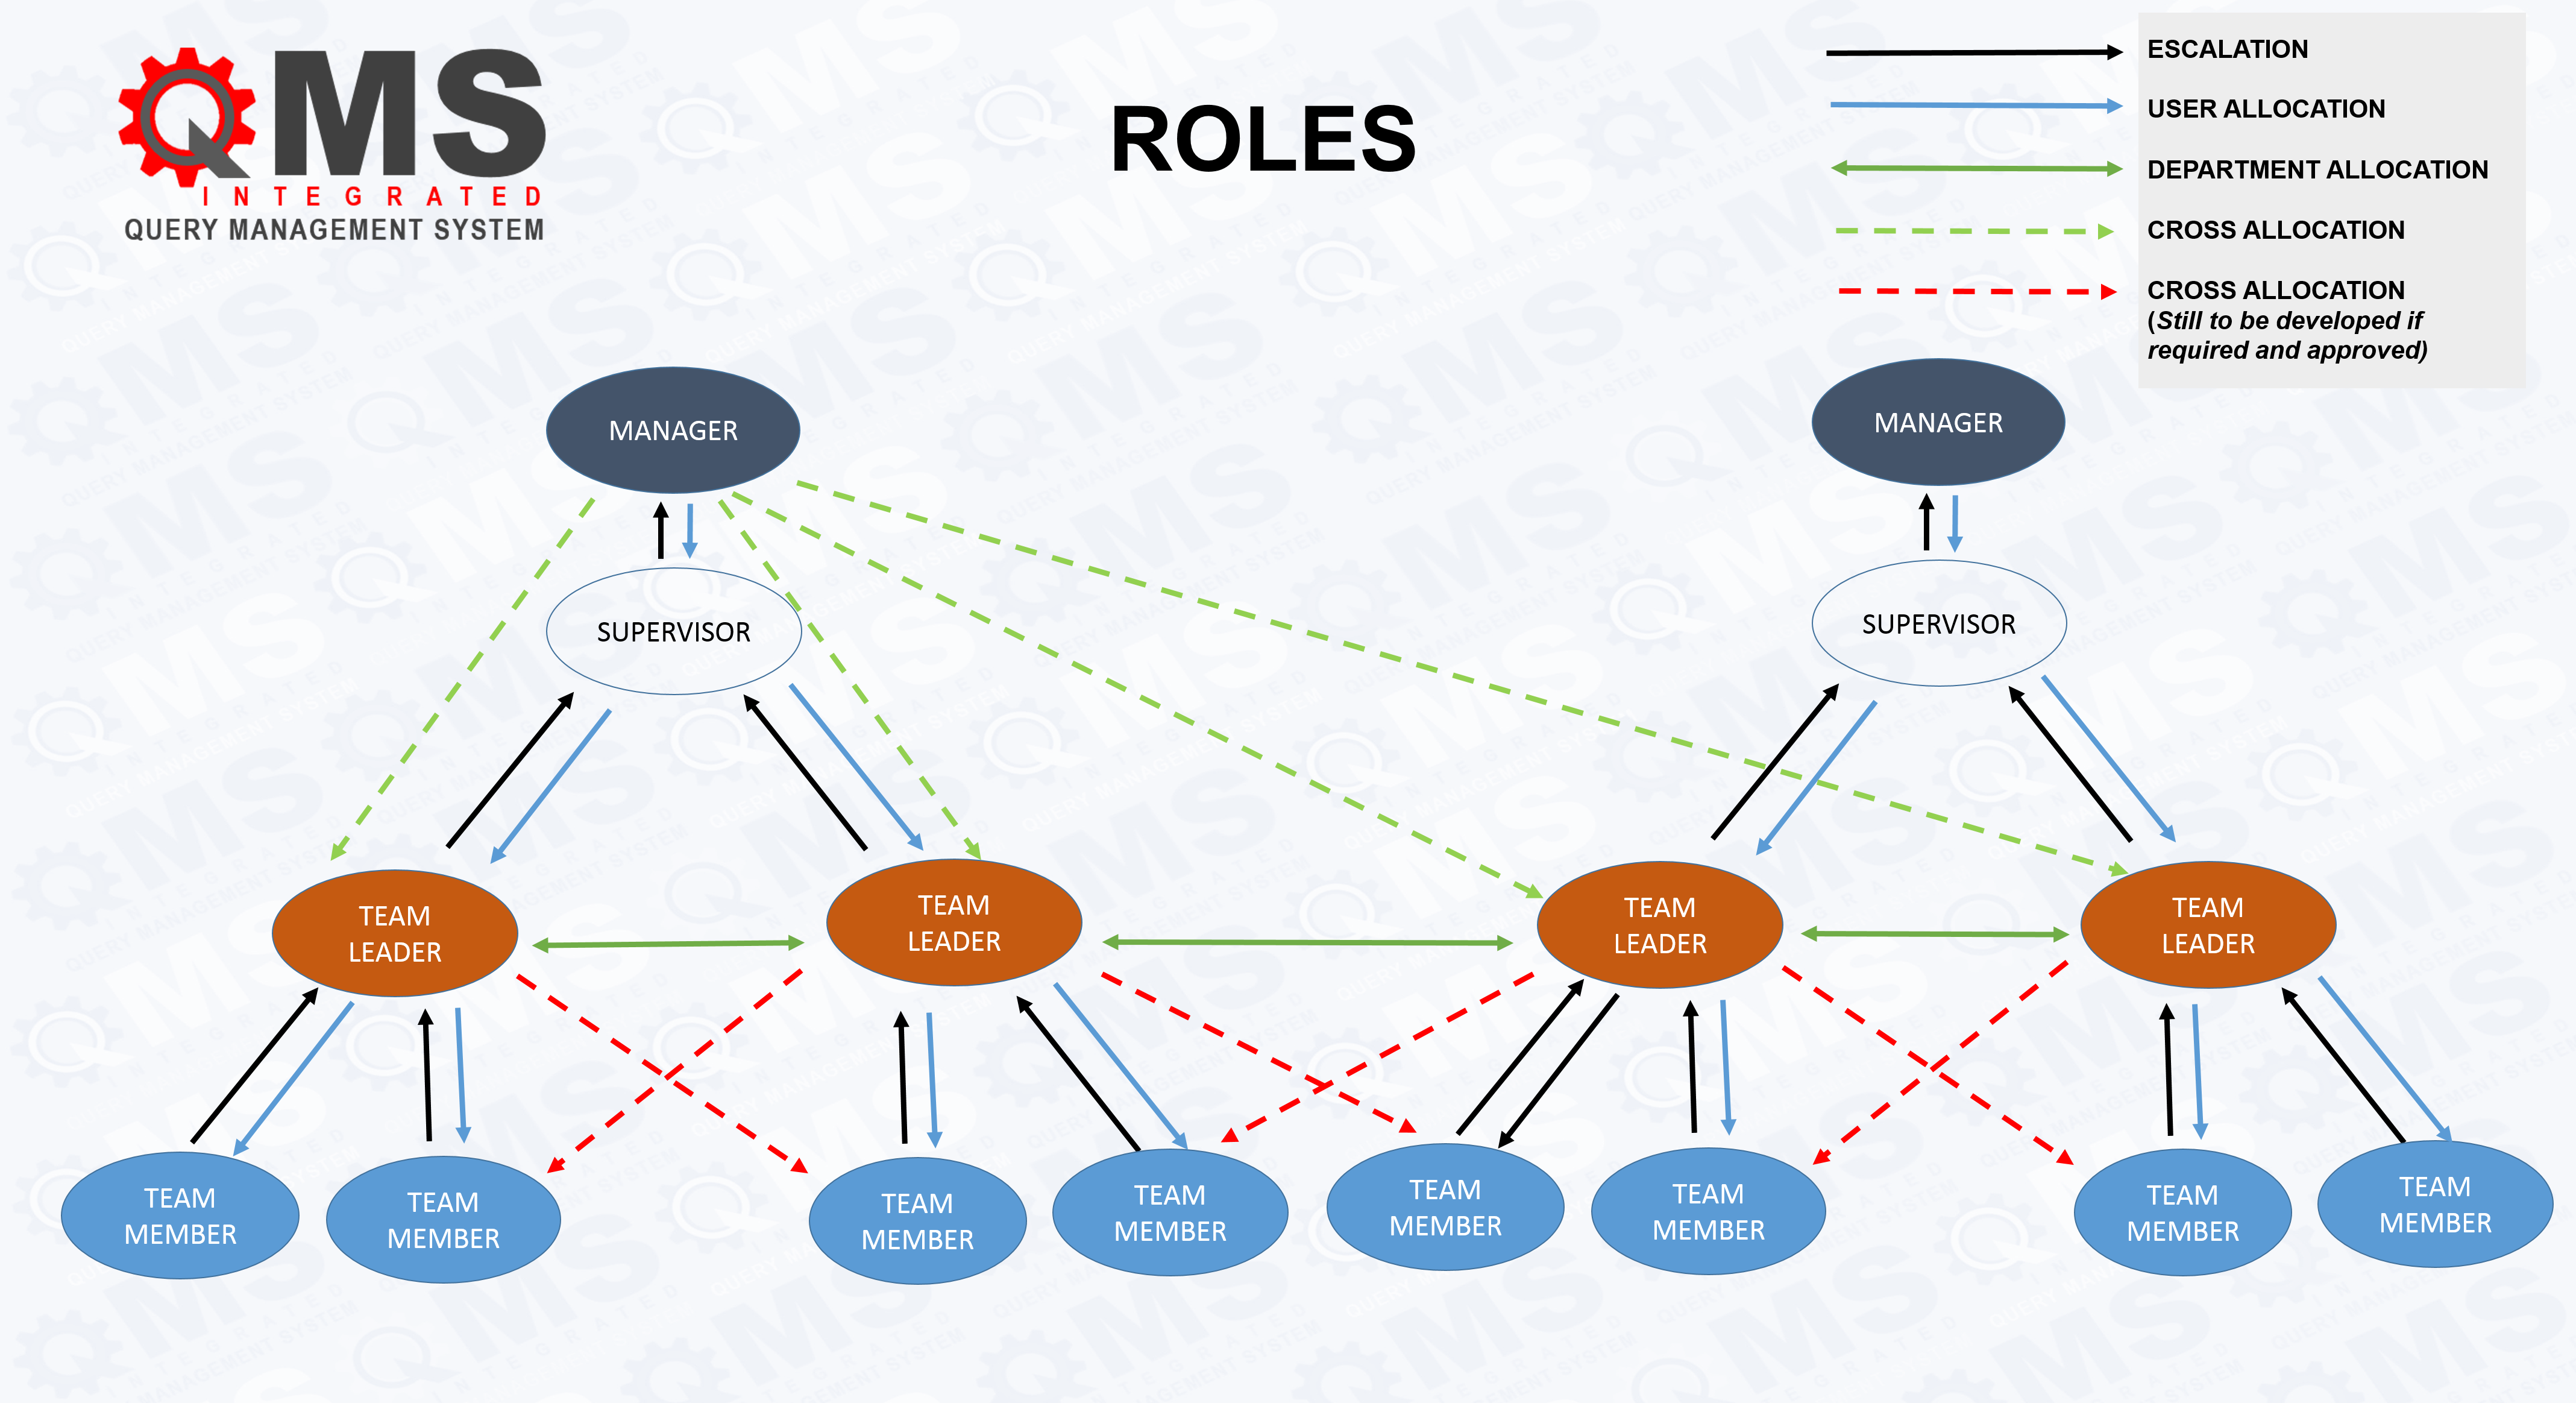 QMS
INTEGRATED
QUERY MANAGEMENT SYSTEM
ROLES
ESCALATION
USER ALLOCATION
DEPARTMENT ALLOCATION
CROSS ALLOCATION
CROSS ALLOCATION
(Still to be developed if
required and approved)
MANAGER
MANAGER
SUPERVISOR
SUPERVISOR
TEAM
LEADER
TEAM
LEADER
TEAM
LEADER
TEAM
LEADER
TEAM
MEMBER
TEAM
MEMBER
TEAM
MEMBER
TEAM
MEMBER
TEAM
MEMBER
TEAM
MEMBER
TEAM
MEMBER
TEAM
MEMBER